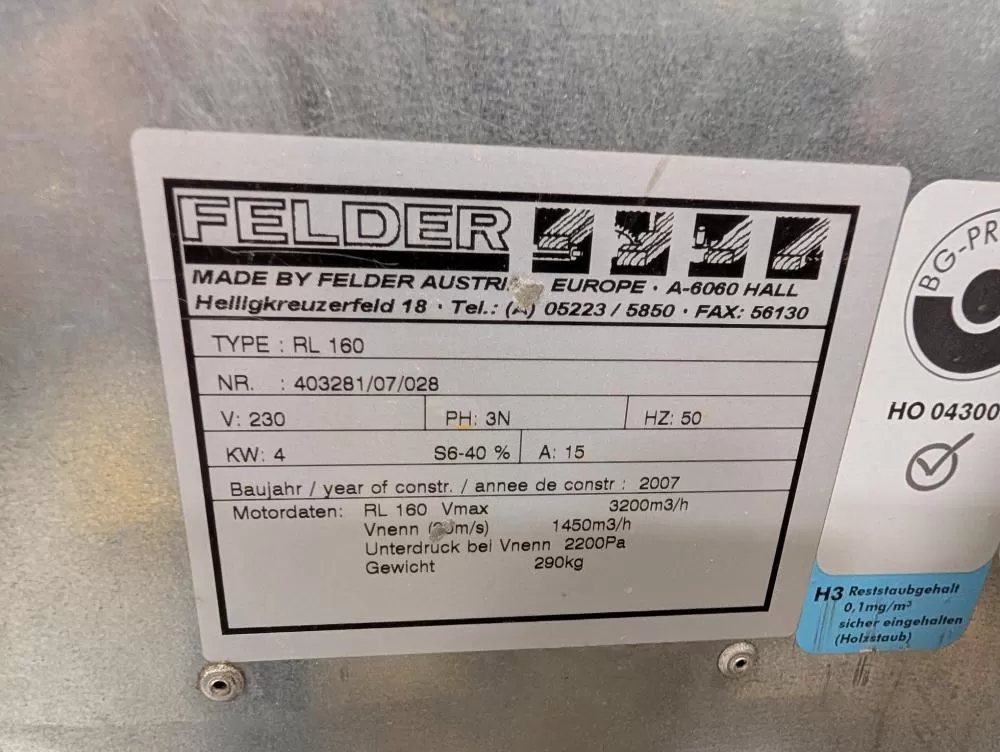 FELDER
MADE BY FELDER EUROPE · A-6060 HALL
Heiligkreuzerfeld 18 · Tel.: (A) 05223 / 5850 · FAX: 56130
TYPE : RL 160
NR. : 403281/07/028
V: 230 PH: 3N HZ: 50
KW: 4 S6-40 % A: 15
Baujahr / year of constr. / annee de constr : 2007
Motordaten: RL 160 Vmax 3200m3/h
Vnenn 1450m3/h
Unterdruck bei Vnenn 2200Pa
Gewicht 290kg
BG-PR
HO 04300
H3 Reststaubgehalt
0,1mg/m³
sicher eingehalten
(Holzstaub)